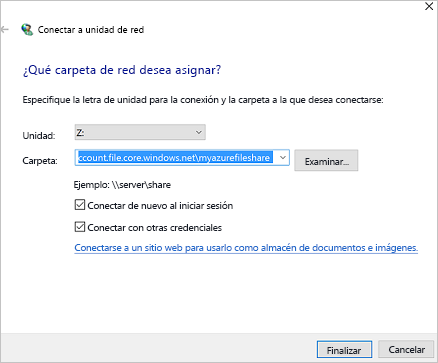 Conectar a unidad de red
¿Qué carpeta de red desea asignar?
Especifique la letra de unidad para la conexión y la carpeta a la que desea conectarse:
Unidad: Z:
Carpeta: ccount.file.core.windows.net\myazurefileshare Examinar...
Ejemplo: \\server\share
Conectar de nuevo al iniciar sesión
Conectar con otras credenciales
Conectarse a un sitio web para usarlo como almacén de documentos e imágenes.
Finalizar Cancelar